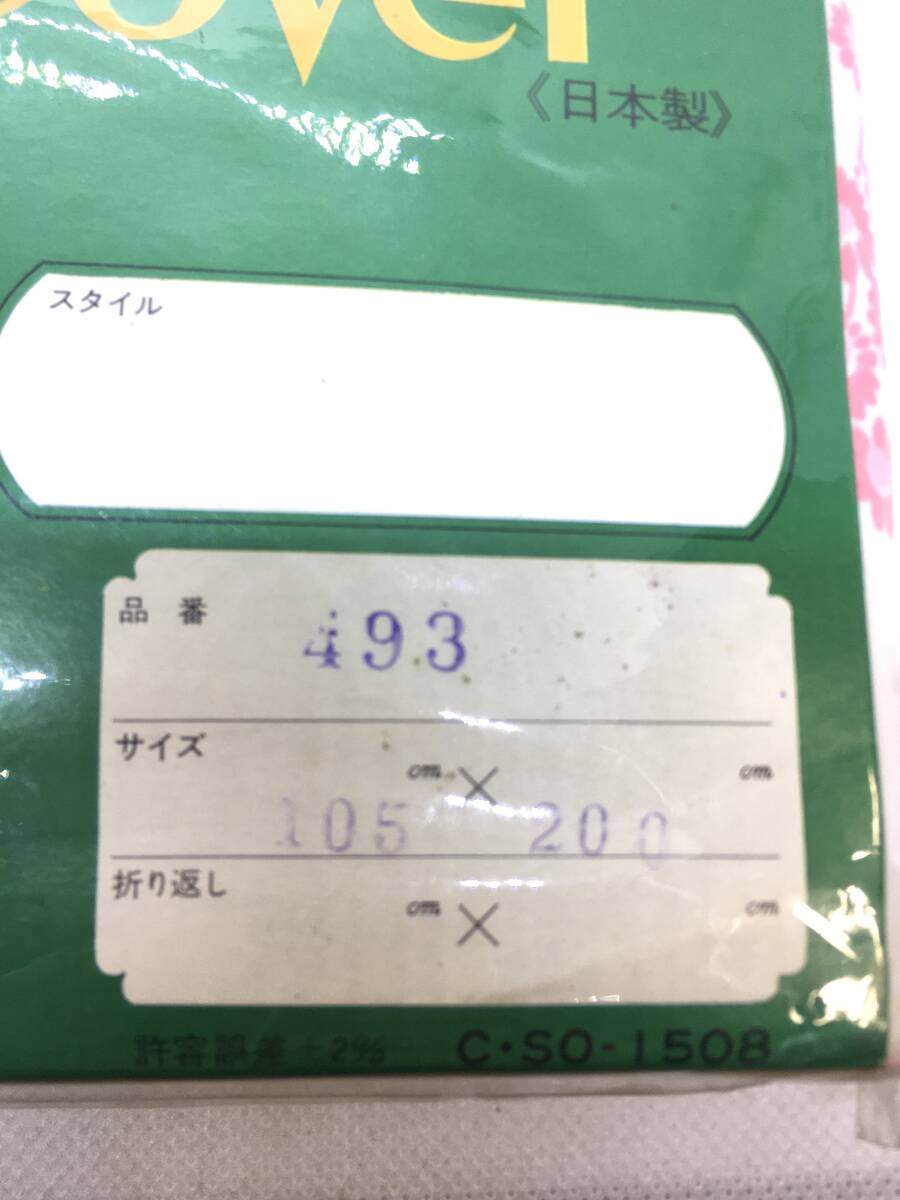 《日本製》
スタイル
品番 493
サイズ cm × cm
105 200
折り返し cm × cm
許容誤差 ±2% C・SO-1508